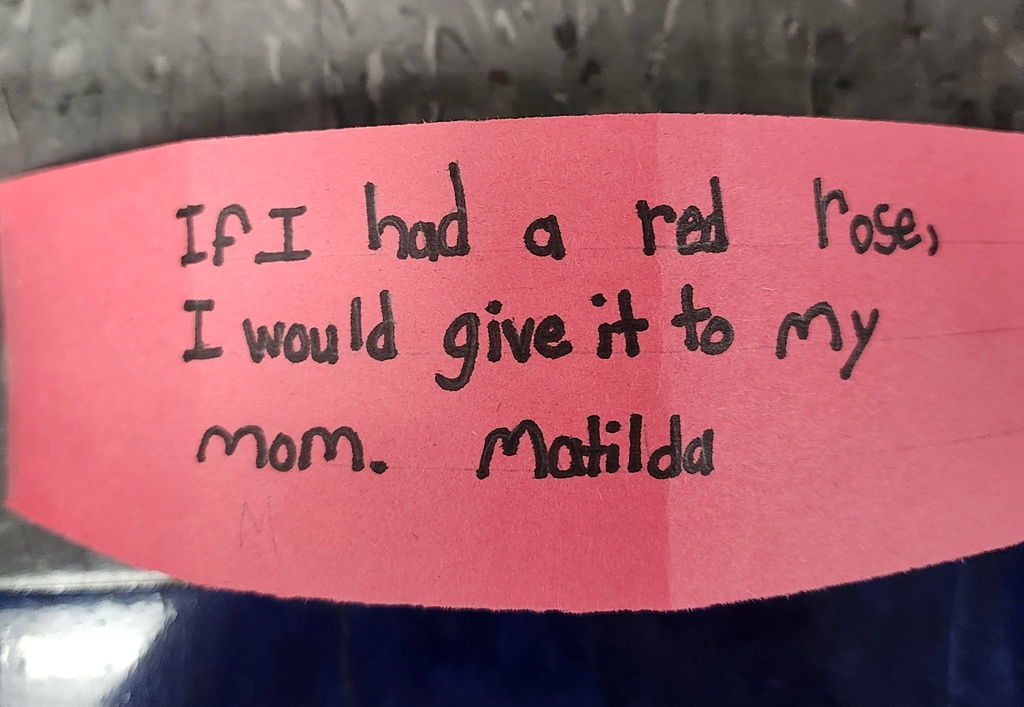 If I had a red rose,
I would give it to my
mom. Matilda
M